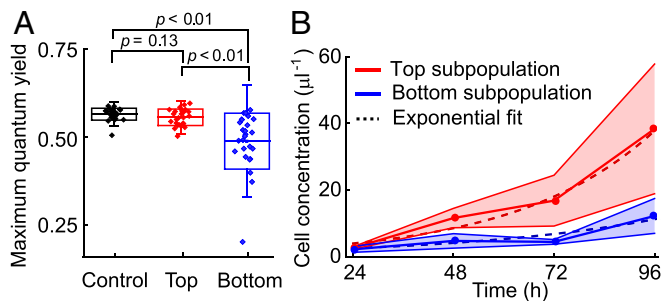 A
p < 0.01
p = 0.13
p < 0.01
Maximum quantum yield
0.75
0.50
0.25
Control
Top
Bottom
B
Cell concentration (μl⁻¹)
60
40
20
0
Top subpopulation
Bottom subpopulation
Exponential fit
24
48
72
96
Time (h)